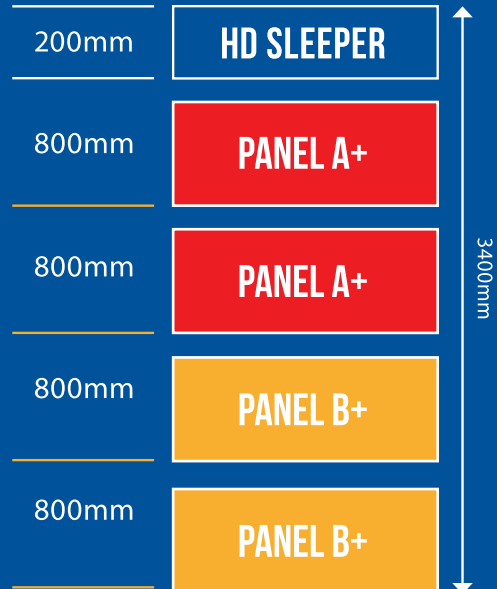 200mm
HD SLEEPER
800mm
PANEL A+
800mm
PANEL A+
3400mm
800mm
PANEL B+
800mm
PANEL B+